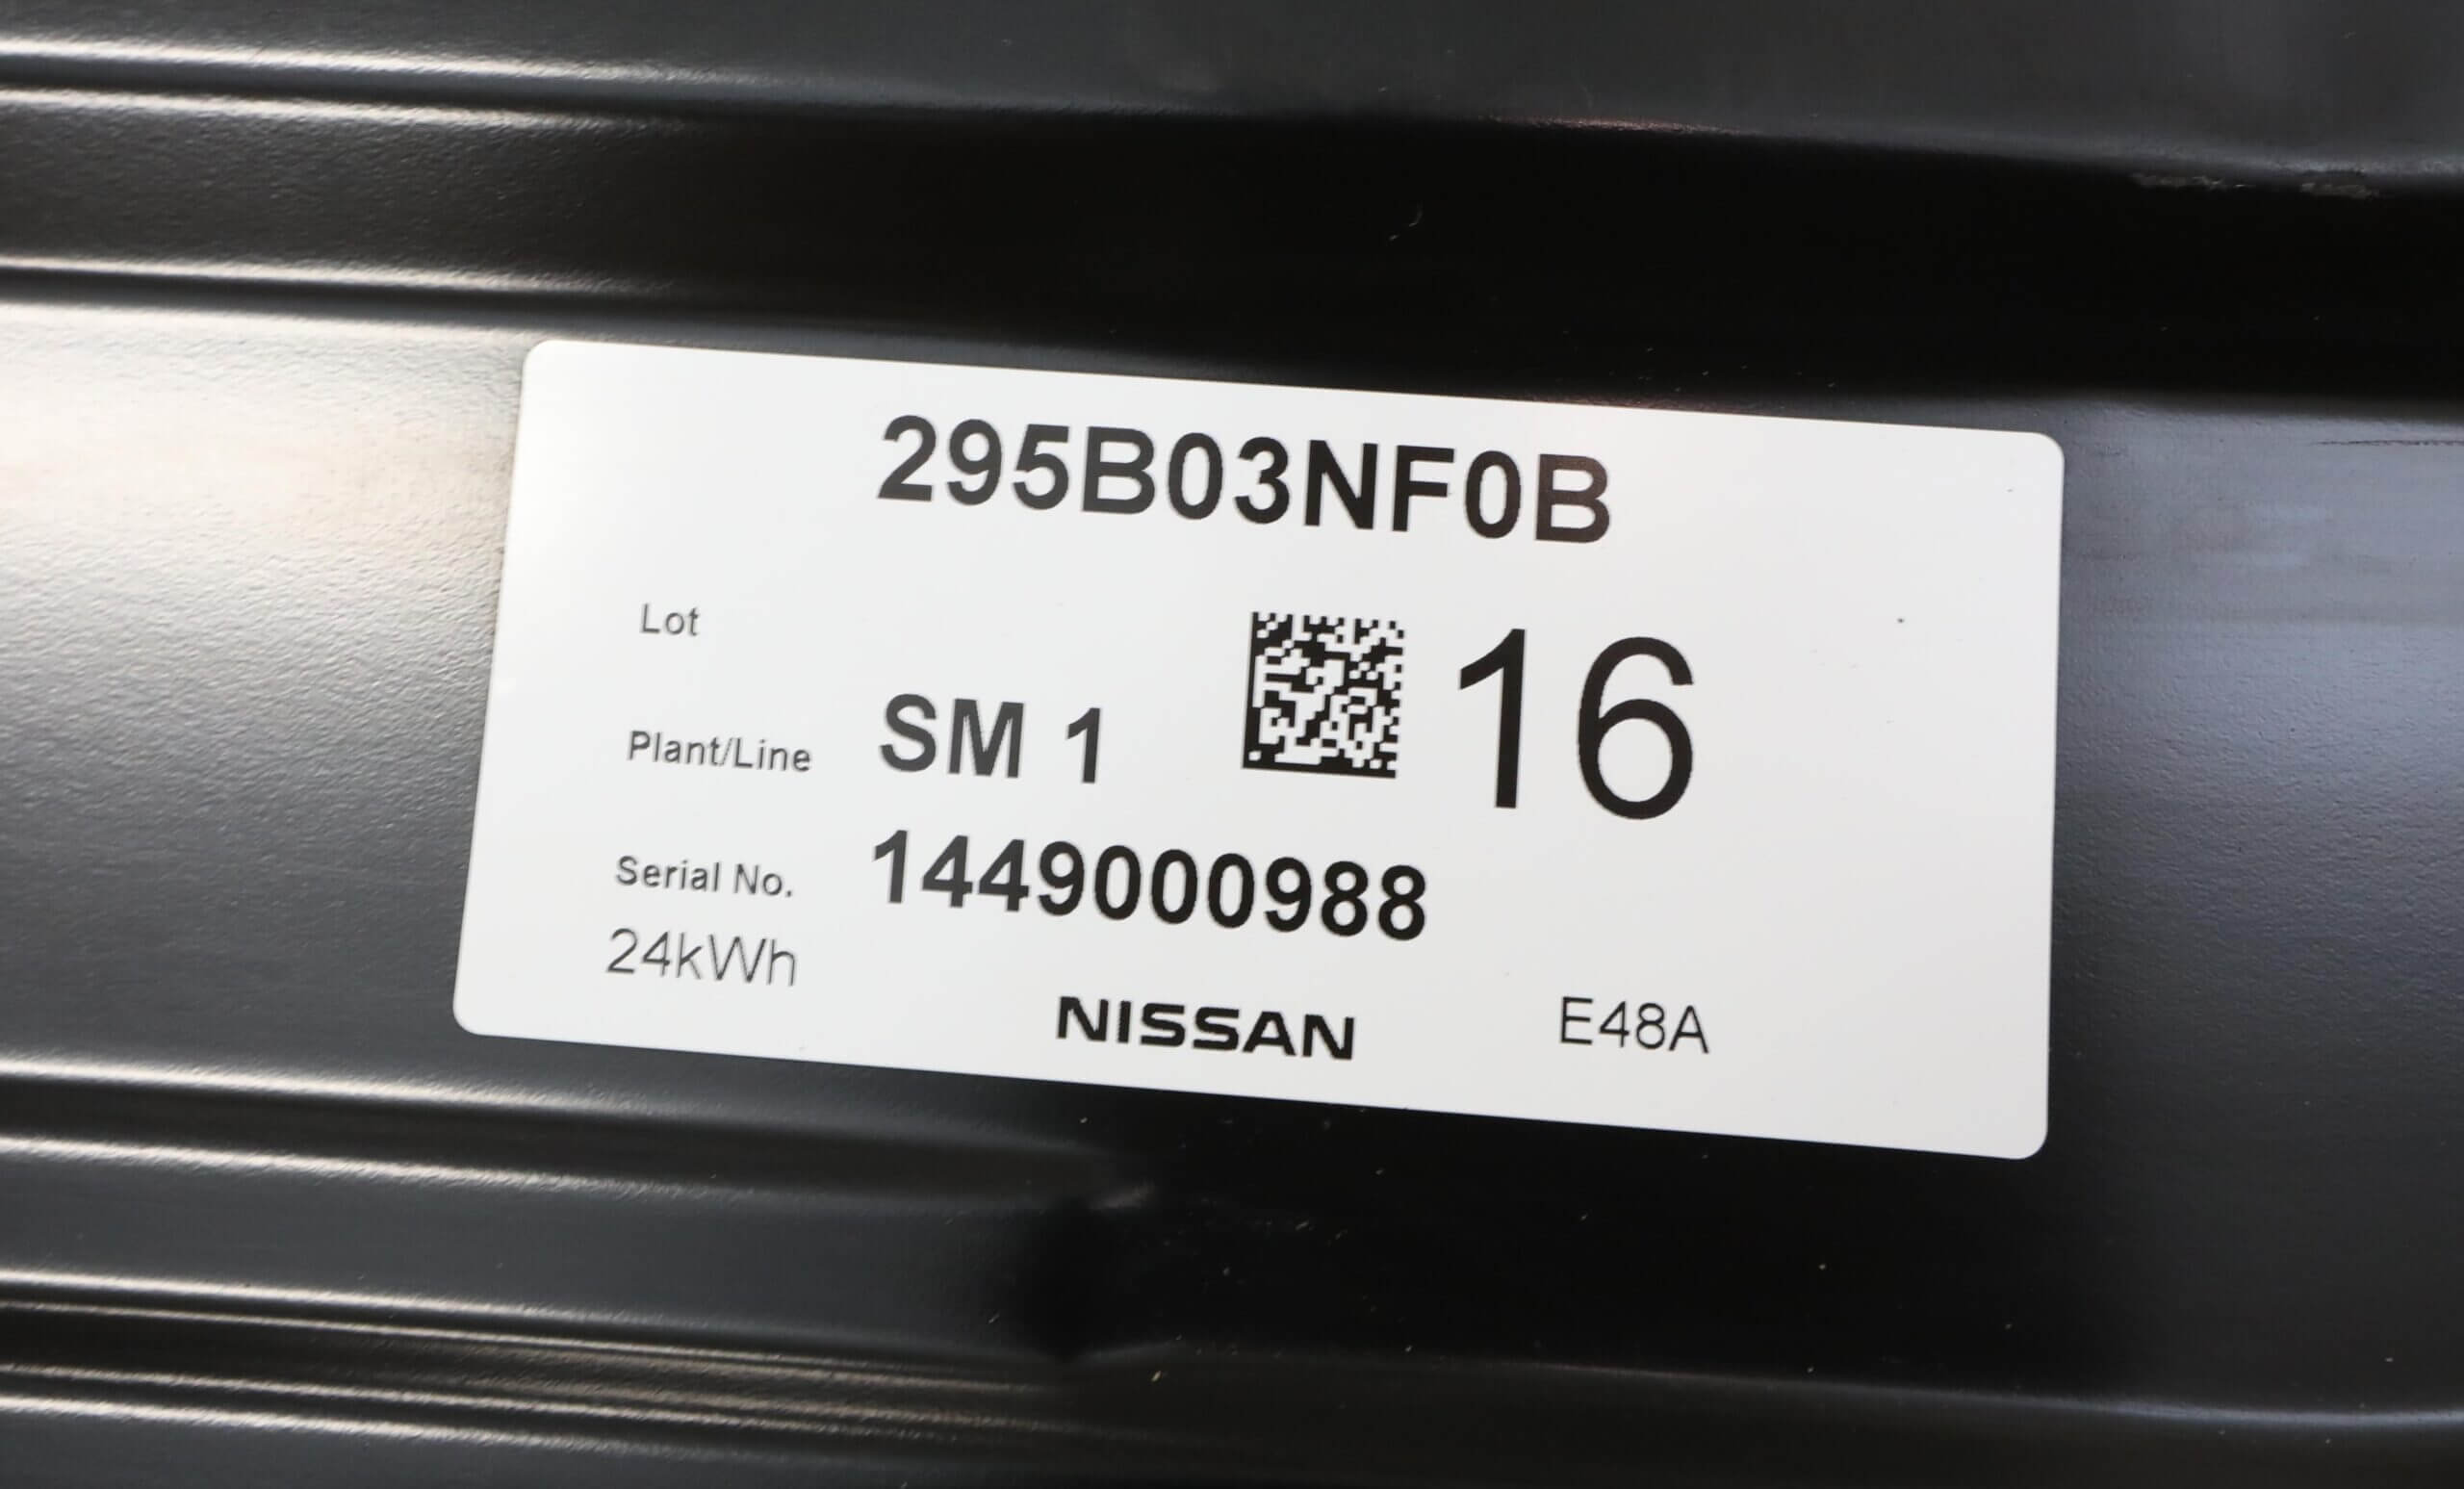 295B03NF0B
Lot
Plant/Line SM 1 16
Serial No. 1449000988
24kWh
NISSAN E48A